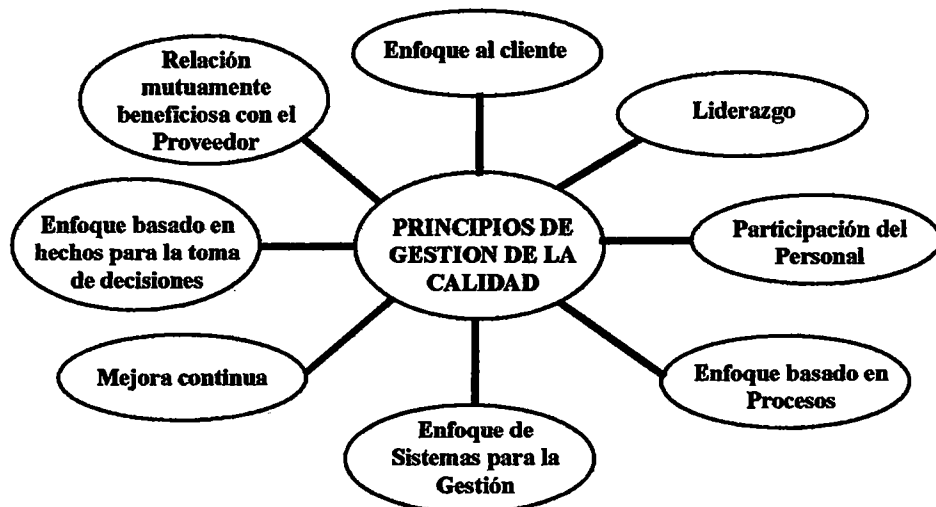 Enfoque al cliente
Relación
mutuamente
beneficiosa con el
Proveedor
Liderazgo
Enfoque basado en
hechos para la toma
de decisiones
PRINCIPIOS DE
GESTION DE LA
CALIDAD
Participación del
Personal
Mejora continua
Enfoque basado en
Procesos
Enfoque de
Sistemas para la
Gestión